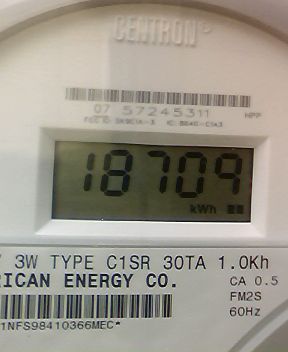 CENTRON
07 57245311 HPP
18709
kWh
3W TYPE C1SR 30TA 1.0Kh
RICAN ENERGY CO. CA 0.5
FM2S
60Hz
1NFS98410366MEC*